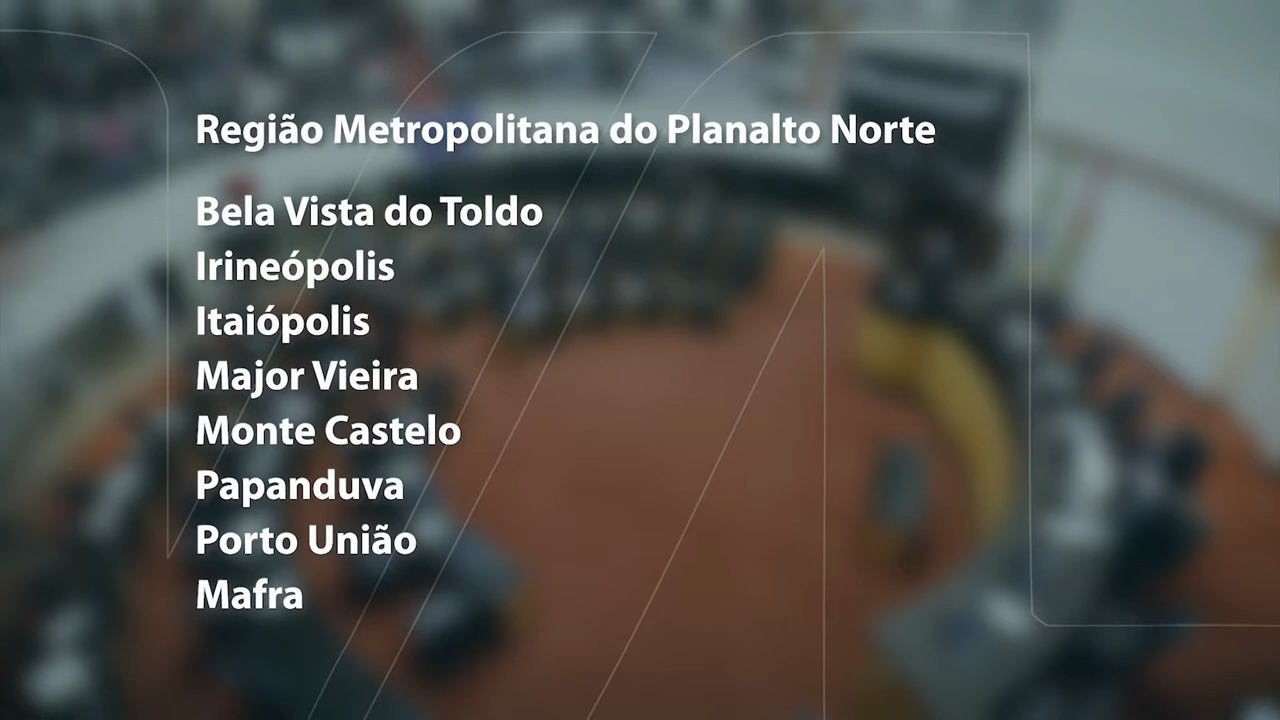 Região Metropolitana do Planalto Norte
Bela Vista do Toldo
Irineópolis
Itaiópolis
Major Vieira
Monte Castelo
Papanduva
Porto União
Mafra